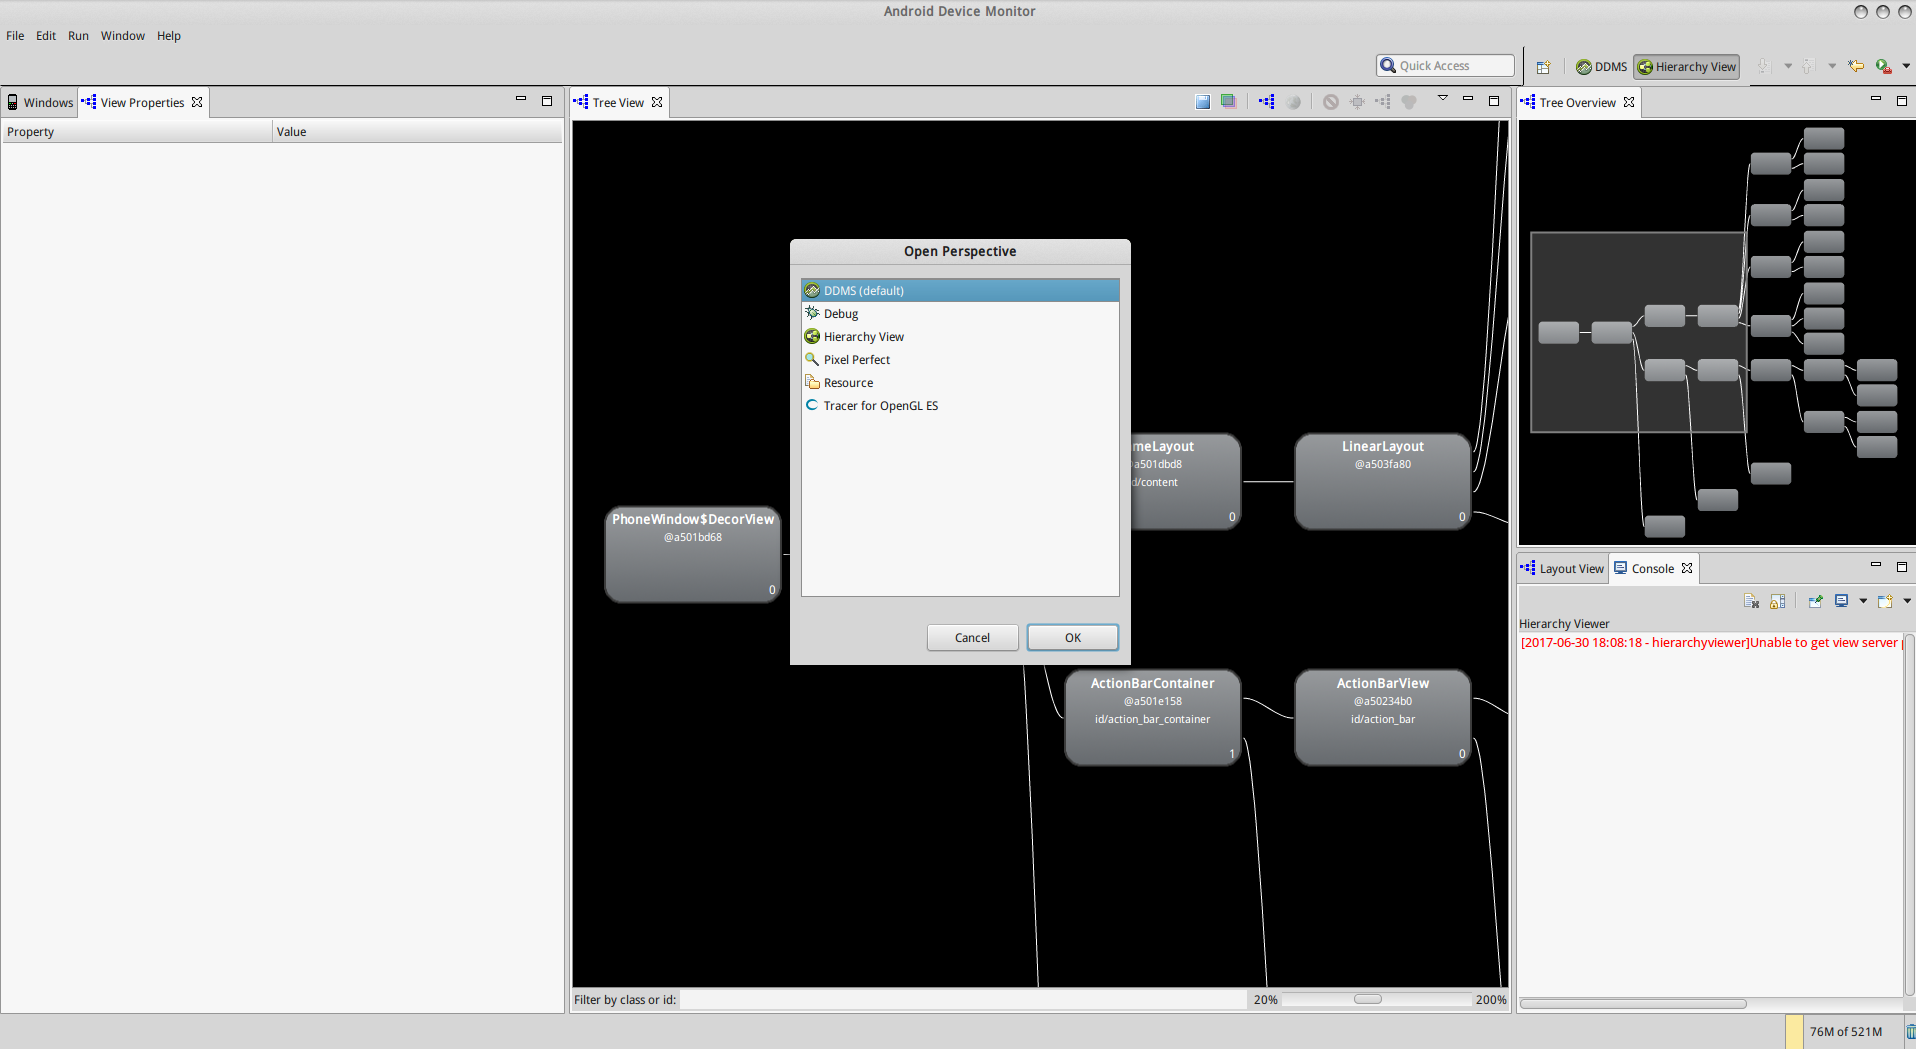 Android Device Monitor
File Edit Run Window Help
Quick Access
DDMS
Hierarchy View
Windows
View Properties
Property
Value
Tree View
Open Perspective
DDMS (default)
Debug
Hierarchy View
Pixel Perfect
Resource
Tracer for OpenGL ES
Cancel
OK
PhoneWindow$DecorView
@a501bd68
0
meLayout
a501dbd8
d/content
0
LinearLayout
@a503fa80
0
ActionBarContainer
@a501e158
id/action_bar_container
1
ActionBarView
@a50234b0
id/action_bar
0
Filter by class or id:
20%
200%
Tree Overview
Layout View
Console
Hierarchy Viewer
[2017-06-30 18:08:18 - hierarchyviewer]Unable to get view server
76M of 521M